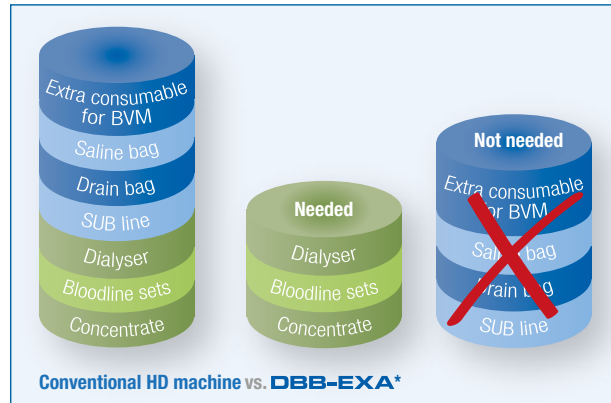 Extra consumable
for BVM
Saline bag
Drain bag
SUB line
Dialyser
Bloodline sets
Concentrate
Needed
Dialyser
Bloodline sets
Concentrate
Not needed
Extra consumable
for BVM
Saline bag
Drain bag
SUB line
Conventional HD machine vs. DBB-EXA*